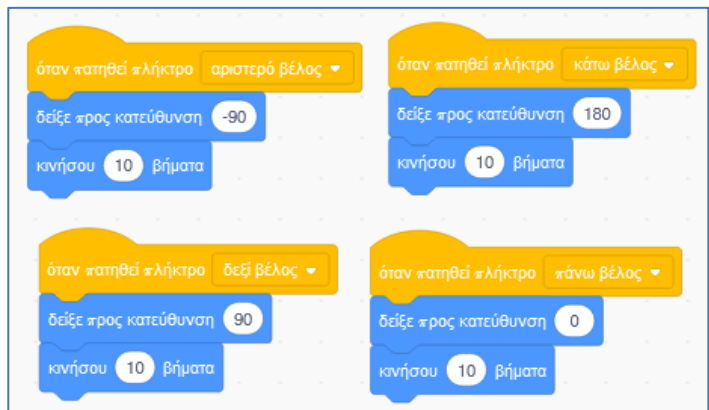 όταν πατηθεί πλήκτρο αριστερό βέλος
δείξε προς κατεύθυνση -90
κινήσου 10 βήματα
όταν πατηθεί πλήκτρο κάτω βέλος
δείξε προς κατεύθυνση 180
κινήσου 10 βήματα
όταν πατηθεί πλήκτρο δεξί βέλος
δείξε προς κατεύθυνση 90
κινήσου 10 βήματα
όταν πατηθεί πλήκτρο πάνω βέλος
δείξε προς κατεύθυνση 0
κινήσου 10 βήματα